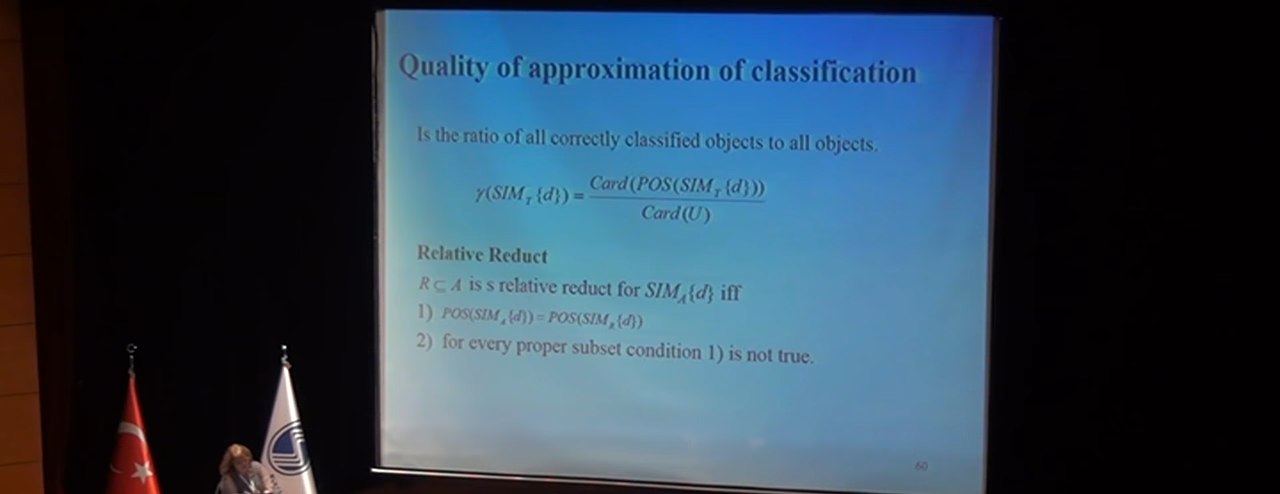 Quality of approximation of classification
Is the ratio of all correctly classified objects to all objects.
γ(SIM_T{d}) = Card(POS(SIM_T{d})) / Card(U)
Relative Reduct
R ⊆ A is s relative reduct for SIM_A{d} iff
1) POS(SIM_A{d}) = POS(SIM_R{d})
2) for every proper subset condition 1) is not true.
60